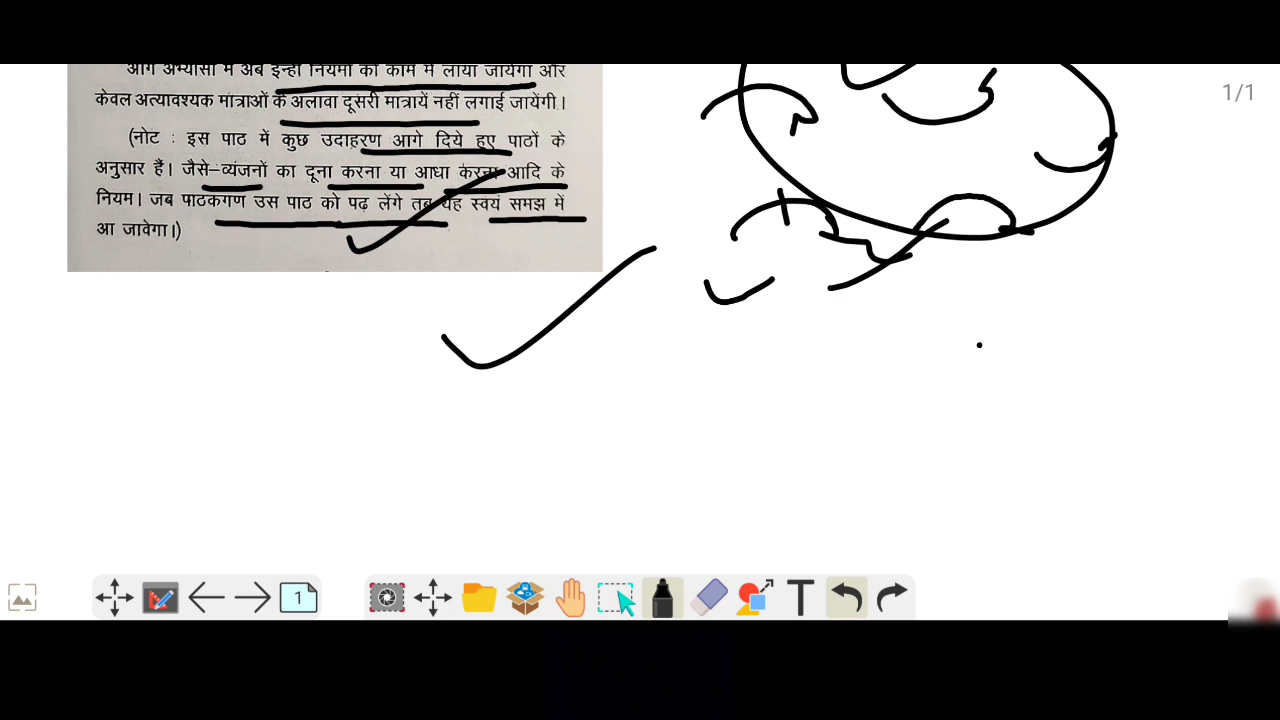 आगे अभ्यासों में अब इन्हीं नियमों को काम में लाया जायेगा और
केवल अत्यावश्यक मात्राओं के अलावा दूसरी मात्रायें नहीं लगाई जायेंगी।
(नोट : इस पाठ में कुछ उदाहरण आगे दिये हुए पाठों के
अनुसार हैं। जैसे–व्यंजनों का दूना करना या आधा करना आदि के
नियम। जब पाठकगण उस पाठ को पढ़ लेंगे तब यह स्वयं समझ में
आ जावेगा।)
1/1
1
T